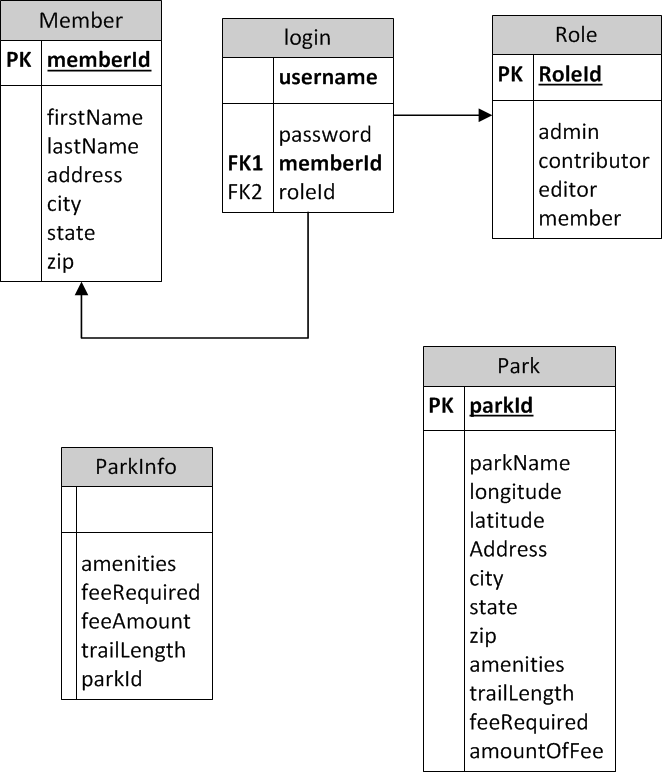 Member
PK memberId
firstName
lastName
address
city
state
zip
login
username
password
FK1 memberId
FK2 roleId
Role
PK RoleId
admin
contributor
editor
member
ParkInfo
amenities
feeRequired
feeAmount
trailLength
parkId
Park
PK parkId
parkName
longitude
latitude
Address
city
state
zip
amenities
trailLength
feeRequired
amountOfFee